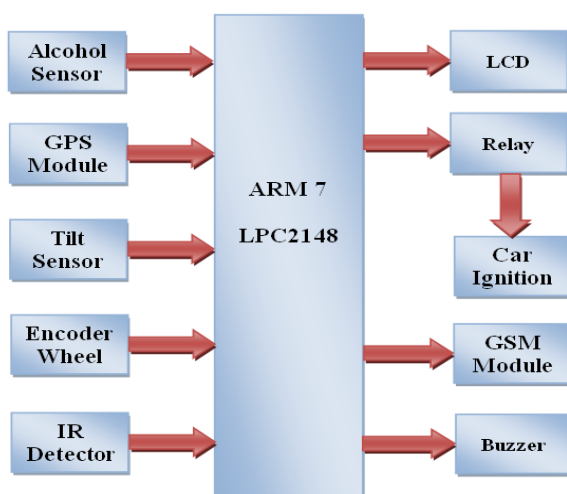 Alcohol
Sensor
GPS
Module
Tilt
Sensor
Encoder
Wheel
IR
Detector
ARM 7
LPC2148
LCD
Relay
Car
Ignition
GSM
Module
Buzzer